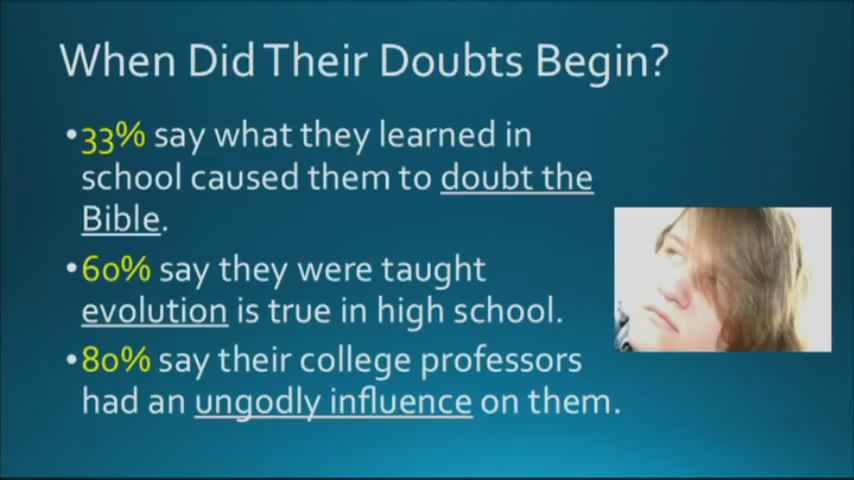 When Did Their Doubts Begin?
•33% say what they learned in
school caused them to doubt the
Bible.
•60% say they were taught
evolution is true in high school.
•80% say their college professors
had an ungodly influence on them.